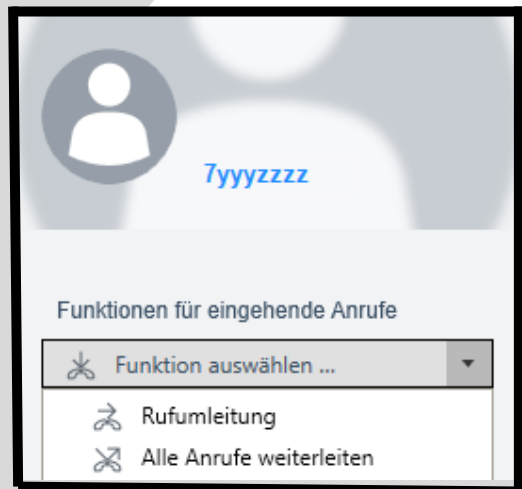 7yyyzzzz
Funktionen für eingehende Anrufe
Funktion auswählen ...
Rufumleitung
Alle Anrufe weiterleiten